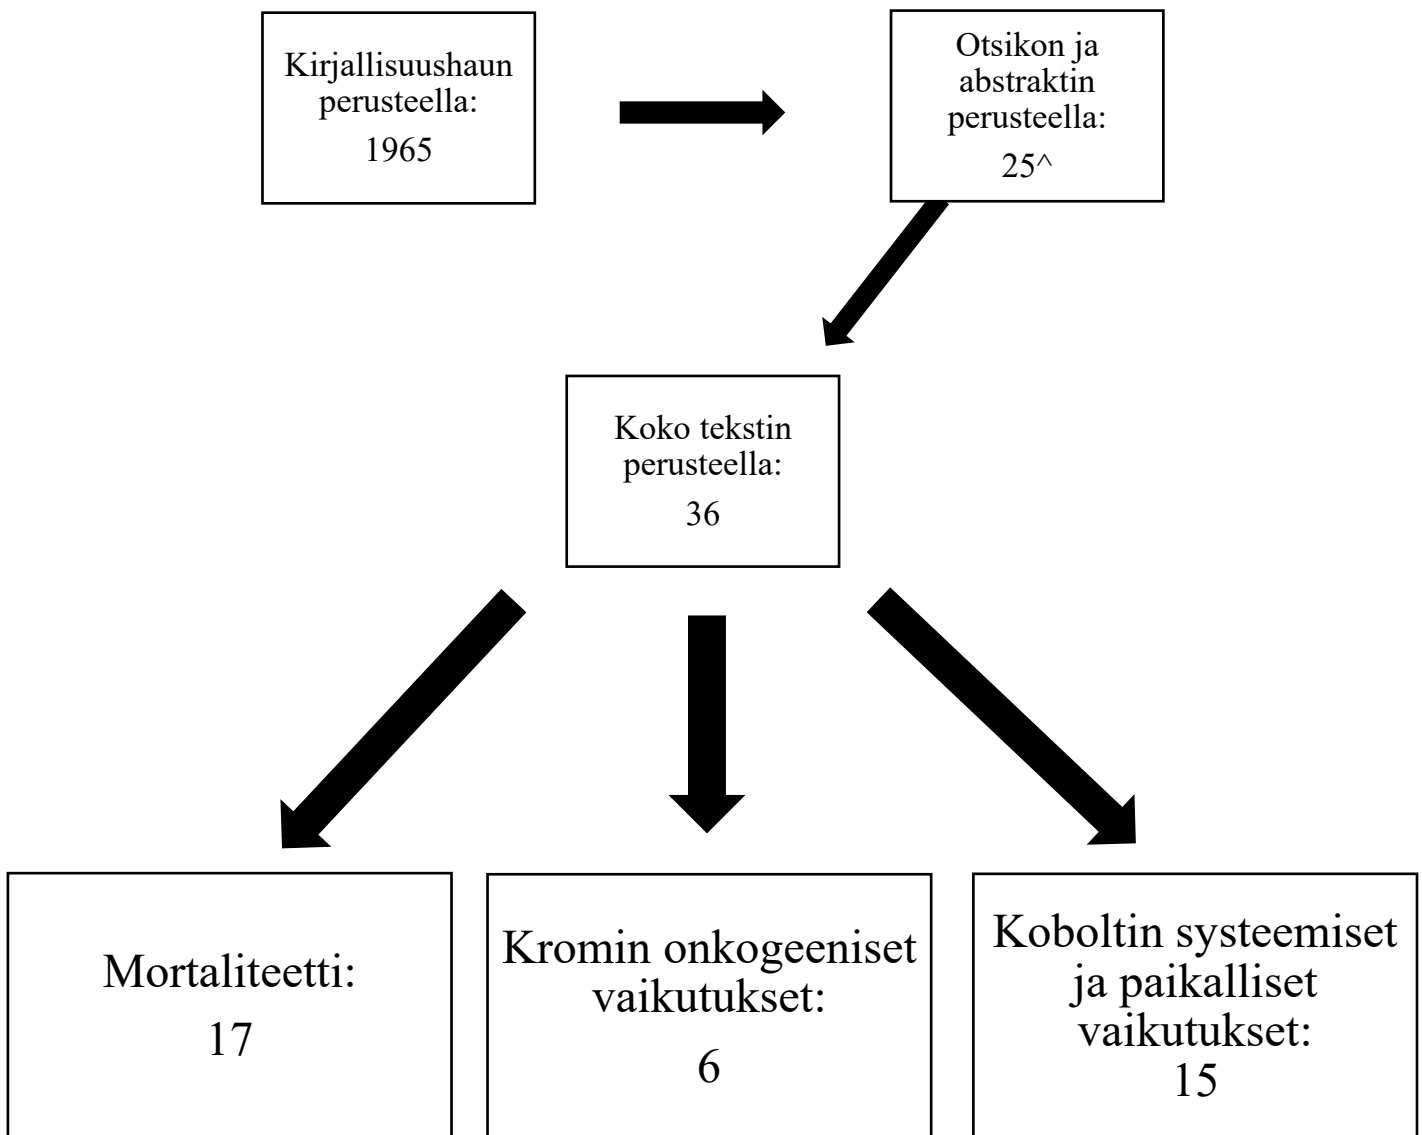 Kirjallisuushaun
perusteella:
1965
Otsikon ja
abstraktin
perusteella:
25^
Koko tekstin
perusteella:
36
Mortaliteetti:
17
Kromin onkogeeniset
vaikutukset:
6
Koboltin systeemiset
ja paikalliset
vaikutukset:
15